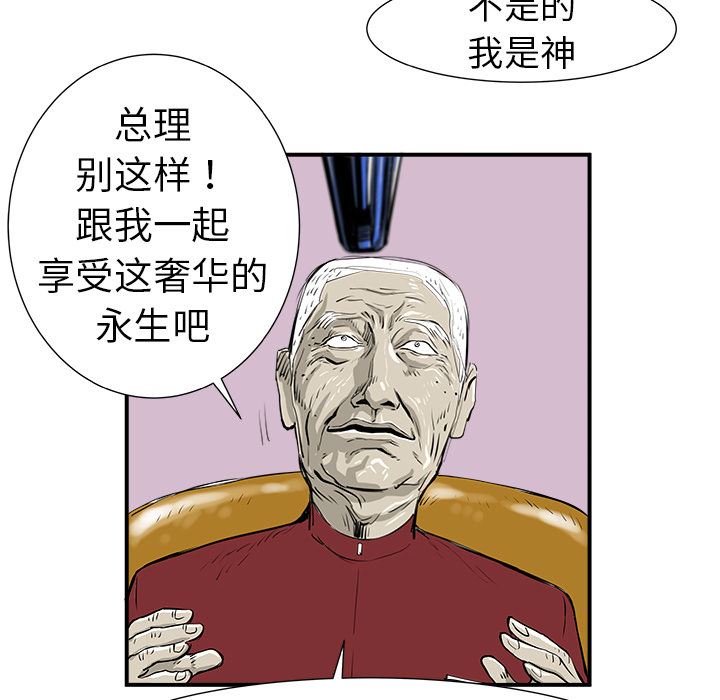 不是的
我是神
总理
别这样！
跟我一起
享受这奢华的
永生吧